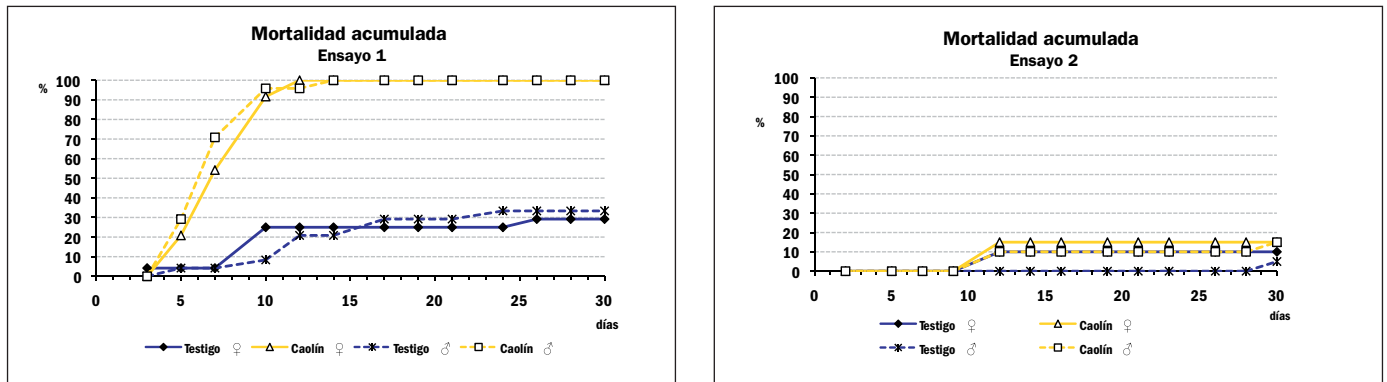 Mortalidad acumulada
Ensayo 1
%
100
90
80
70
60
50
40
30
20
10
0
0 5 10 15 20 25 30
días
Testigo ♀ Caolín ♀ Testigo ♂ Caolín ♂
Mortalidad acumulada
Ensayo 2
%
100
90
80
70
60
50
40
30
20
10
0
0 5 10 15 20 25 30
días
Testigo ♀ Caolín ♀
Testigo ♂ Caolín ♂